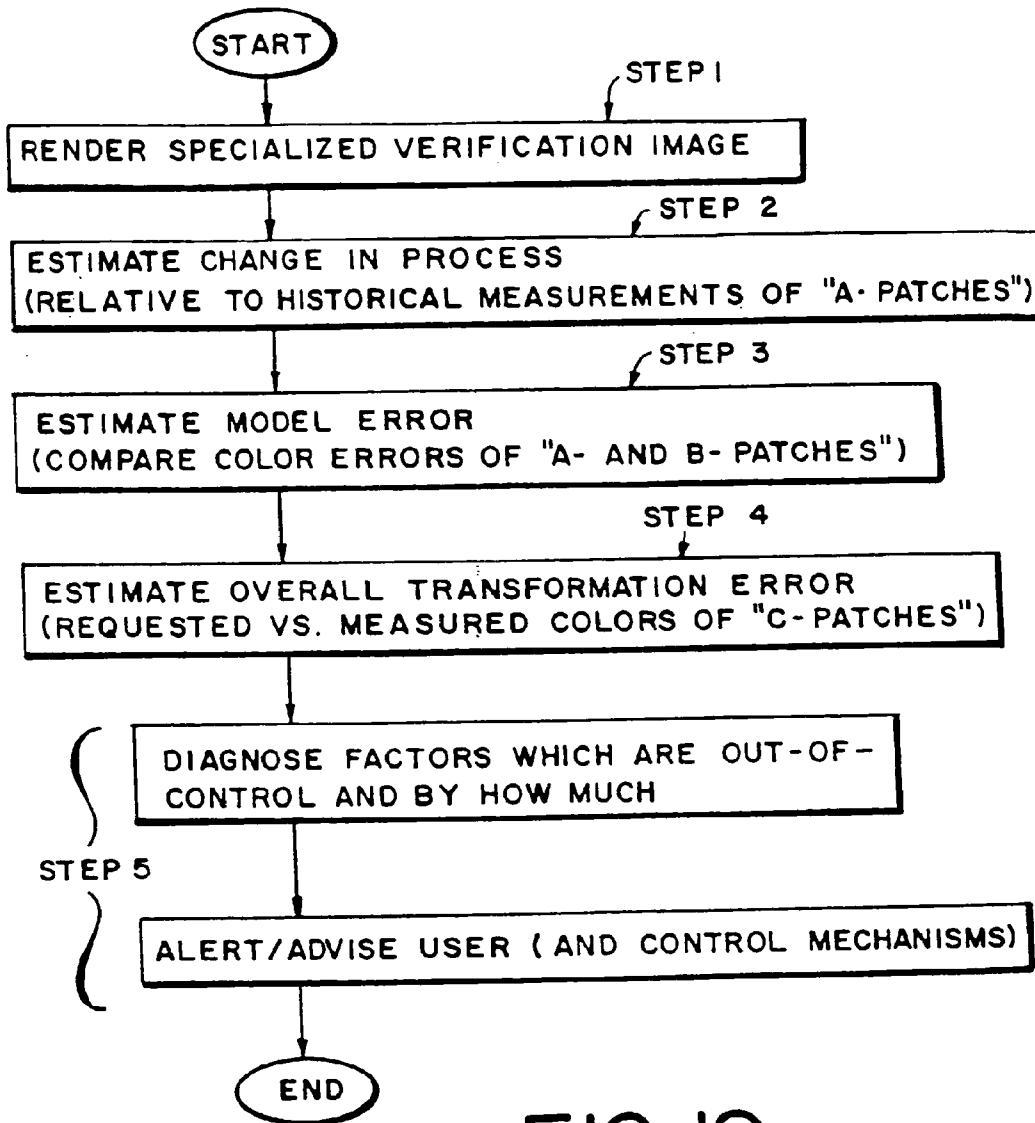 START
STEP 1
RENDER SPECIALIZED VERIFICATION IMAGE
STEP 2
ESTIMATE CHANGE IN PROCESS
(RELATIVE TO HISTORICAL MEASUREMENTS OF "A-PATCHES")
STEP 3
ESTIMATE MODEL ERROR
(COMPARE COLOR ERRORS OF "A- AND B- PATCHES")
STEP 4
ESTIMATE OVERALL TRANSFORMATION ERROR
(REQUESTED VS. MEASURED COLORS OF "C-PATCHES")
DIAGNOSE FACTORS WHICH ARE OUT-OF-
CONTROL AND BY HOW MUCH
STEP 5
ALERT/ADVISE USER (AND CONTROL MECHANISMS)
END